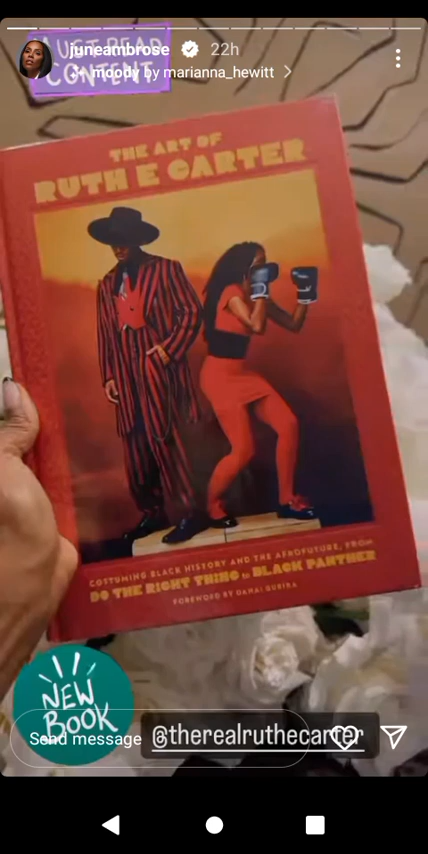 MUST READ
CONTENT
juneambrose 22h
moody by marianna_hewitt
THE ART OF
RUTH E CARTER
COSTUMING BLACK HISTORY AND THE AFROFUTURE, FROM
DO THE RIGHT THING to BLACK PANTHER
FOREWORD BY DANAI GURIRA
NEW
BOOK
Send message
@therealruthecarter